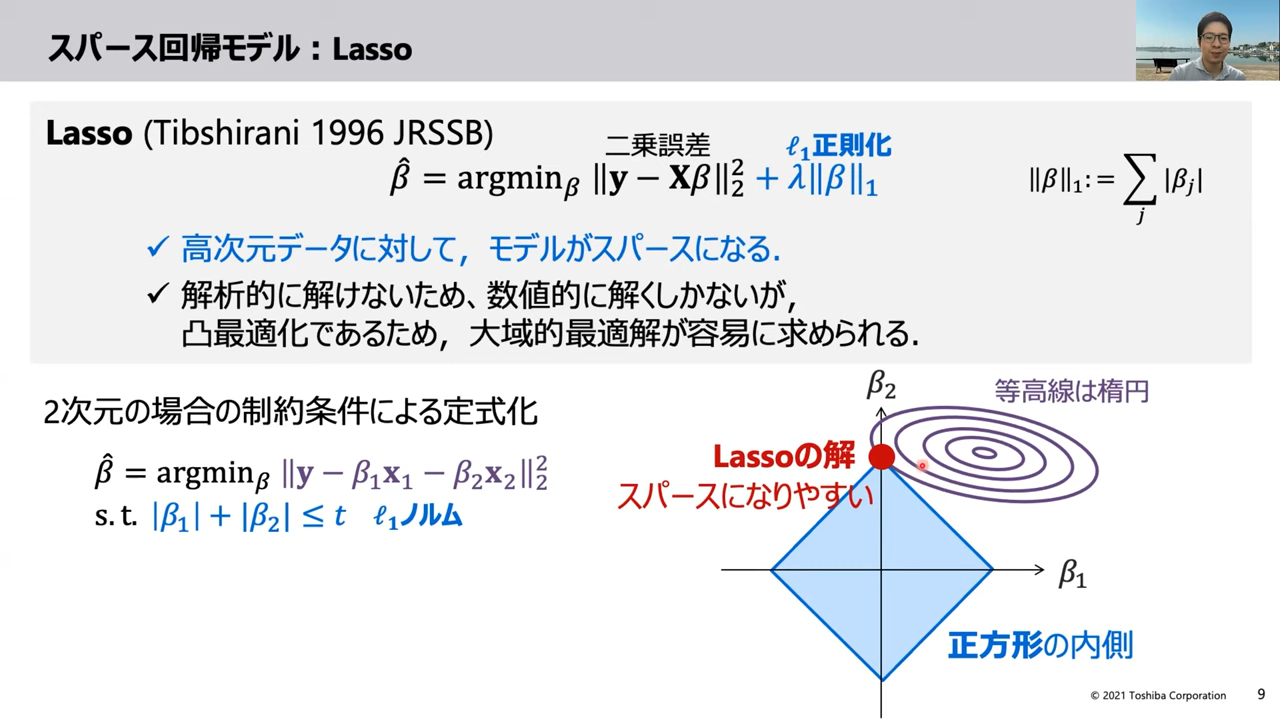 スパース回帰モデル：Lasso
Lasso (Tibshirani 1996 JRSSB)
二乗誤差
ℓ₁正則化
β̂ = argmin_β ‖y − Xβ‖₂² + λ‖β‖₁
‖β‖₁: = ∑_j |β_j|
✓ 高次元データに対して，モデルがスパースになる．
✓ 解析的に解けないため、数値的に解くしかないが，
凸最適化であるため，大域的最適解が容易に求められる．
2次元の場合の制約条件による定式化
β̂ = argmin_β ‖y − β₁x₁ − β₂x₂‖₂²
s.t. |β₁| + |β₂| ≤ t ℓ₁ノルム
β₂
等高線は楕円
Lassoの解
スパースになりやすい
β₁
正方形の内側
© 2021 Toshiba Corporation
9